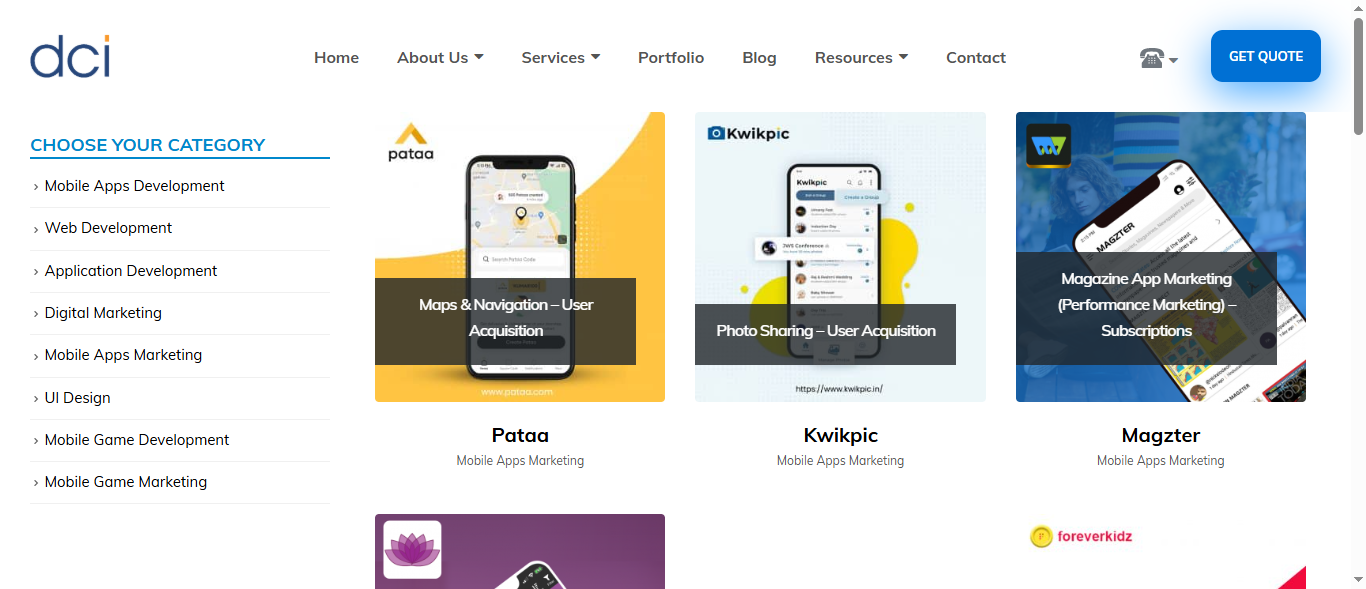 dci
Home
About Us
Services
Portfolio
Blog
Resources
Contact
GET QUOTE
CHOOSE YOUR CATEGORY
Mobile Apps Development
Web Development
Application Development
Digital Marketing
Mobile Apps Marketing
UI Design
Mobile Game Development
Mobile Game Marketing
pataa
Search Pataa Code
Maps & Navigation – User
Acquisition
Create Pataa
www.pataa.com
Pataa
Mobile Apps Marketing
Kwikpic
Kwikpic
Create a Group
JWS Conference
Photo Sharing – User Acquisition
https://www.kwikpic.in/
Kwikpic
Mobile Apps Marketing
MAGZTER
Magazine App Marketing
(Performance Marketing) –
Subscriptions
Magzter
Mobile Apps Marketing
foreverkidz